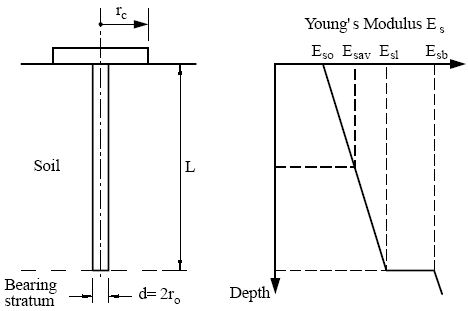 r_c
Young's Modulus E_s
E_so E_sav E_sl E_sb
Soil
L
Bearing
stratum
d= 2r_o
Depth